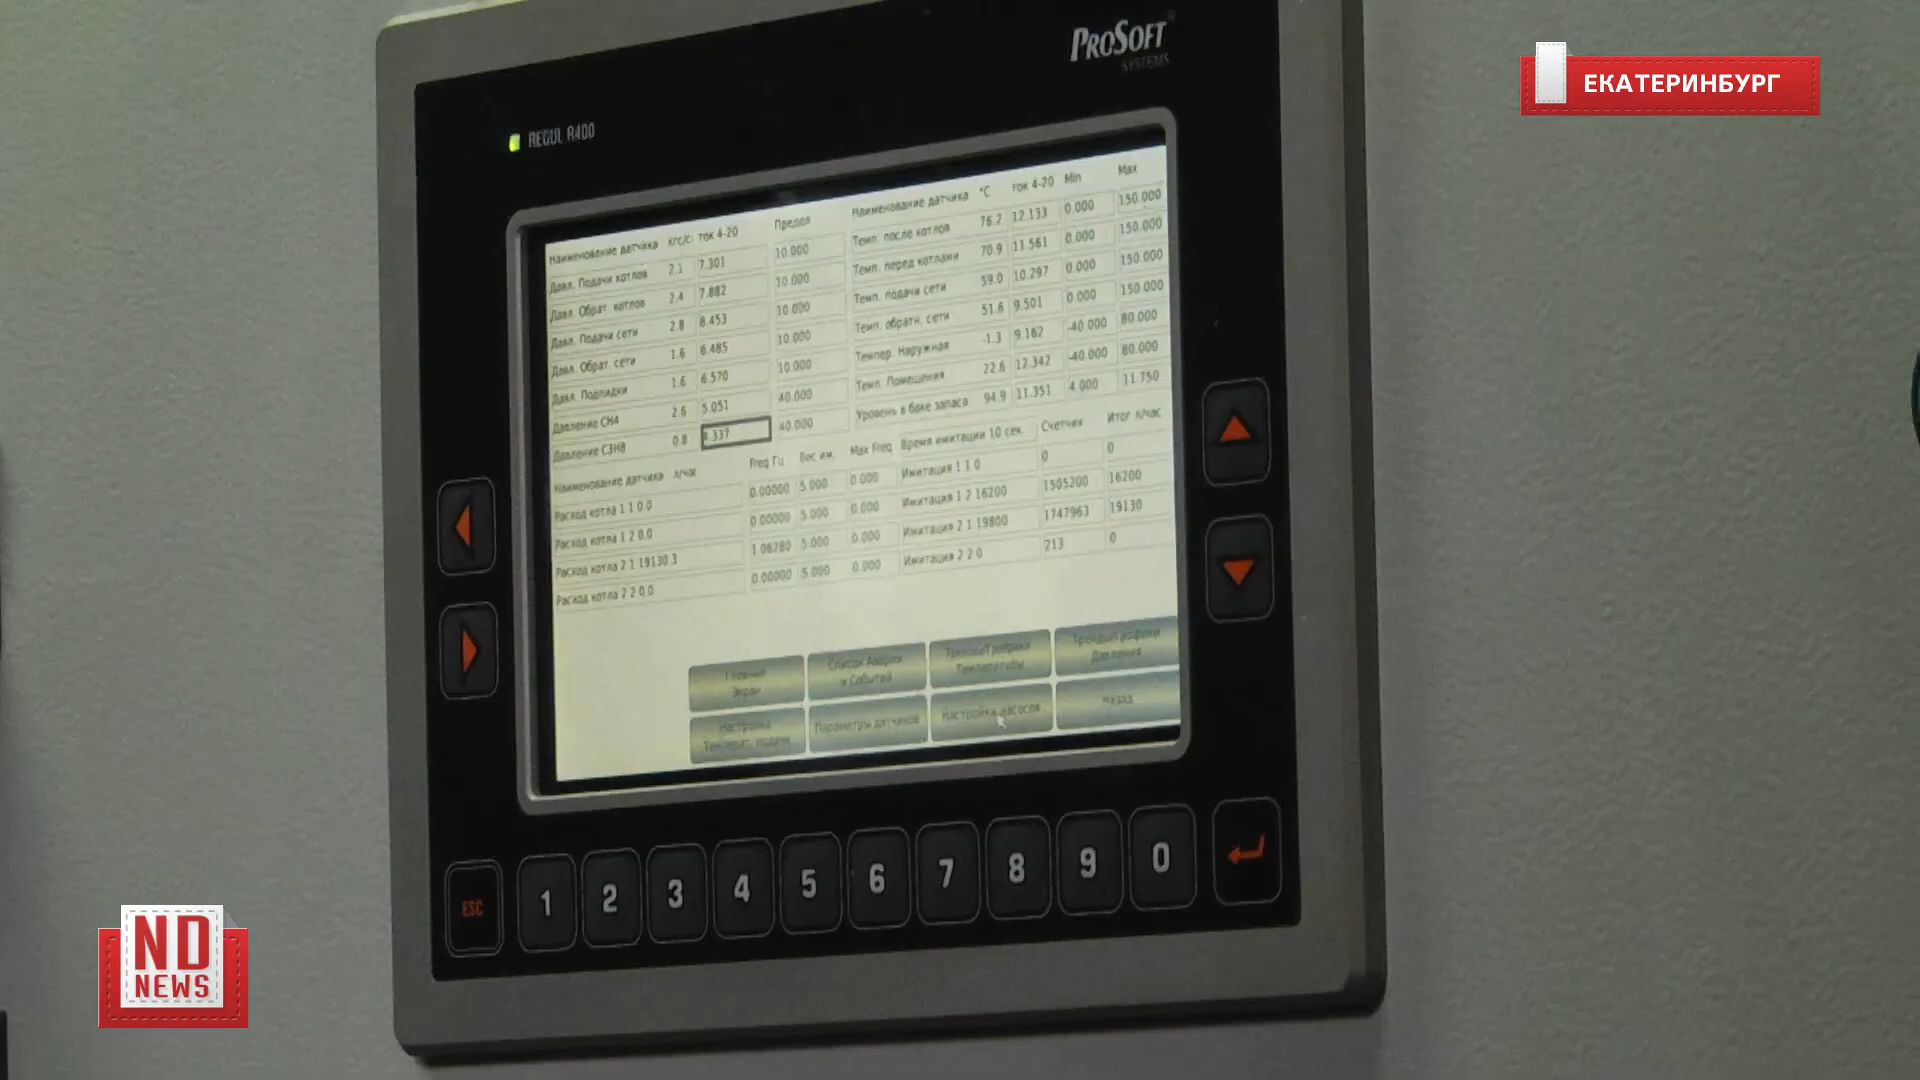 PROSOFT
SYSTEMS
ЕКАТЕРИНБУРГ
REGUL R400
Наименование датчика кгс/с ток 4-20 Предел
Давл. Подачи котлов 2.1 7.301 10.000
Давл. Обрат. котлов 2.4 7.882 10.000
Давл. Подачи сети 2.8 8.453 10.000
Давл. Обрат. сети 1.6 6.485 10.000
Давл. Подпидки 1.6 6.570 10.000
Давление CH4 2.6 5.051 40.000
Давление C3H8 0.8 337 40.000
Наименование датчика °C ток 4-20 Min Max
Темп. после котлов 76.2 12.133 0.000 150.000
Темп. перед котлами 70.9 11.561 0.000 150.000
Темп. подачи сети 59.0 10.297 0.000 150.000
Темп. обратн. сети 51.6 9.501 0.000 150.000
Темпер. Наружная -1.3 9.162 -40.000 80.000
Темп. Помещения 22.6 12.342 -40.000 80.000
Уровень в баке запаса 94.9 11.351 4.000 11.750
Наименование датчика л/час Freq Гц Вес им. Max Freq Время имитации 10 сек. Счетчик Итог л/час
Расход котла 1 1 0.0 0.00000 5.000 0.000 Имитация 1 1 0 0 0
Расход котла 1 2 0.0 0.00000 5.000 0.000 Имитация 1 2 16200 1505200 16200
Расход котла 2 1 19130.3 1.06280 5.000 0.000 Имитация 2 1 19800 1747963 19130
Расход котла 2 2 0.0 0.00000 5.000 0.000 Имитация 2 2 0 213 0
Главный
Экран
Список Аварий
и Событий
Тренды/Графики
Температуры
Тренды/Графики
Давления
Настройка
Температ. подачи
Параметры датчиков
Настройка насосов
Назад
ESC 1 2 3 4 5 6 7 8 9 0
ND
NEWS